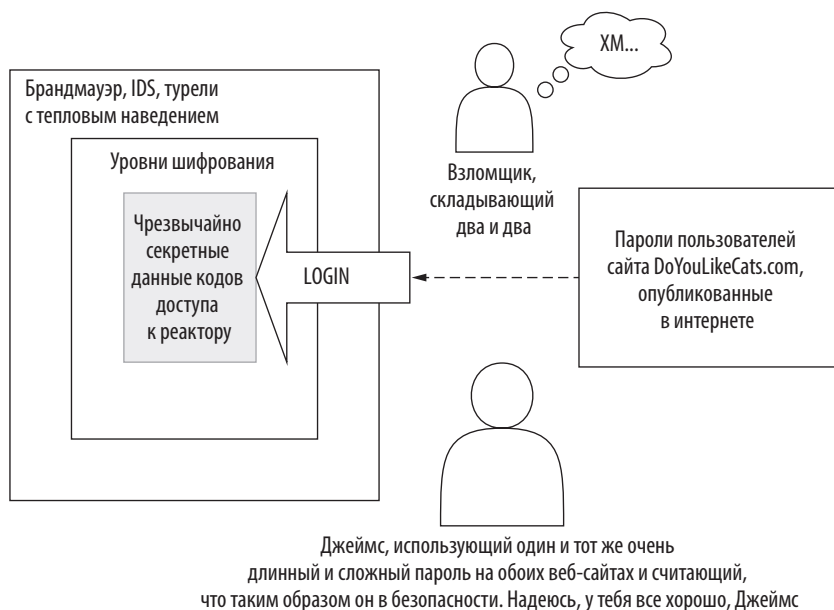 ХМ...
Брандмауэр, IDS, турели
с тепловым наведением
Уровни шифрования
Чрезвычайно
секретные
данные кодов
доступа
к реактору
LOGIN
Взломщик,
складывающий
два и два
Пароли пользователей
сайта DoYouLikeCats.com,
опубликованные
в интернете
Джеймс, использующий один и тот же очень
длинный и сложный пароль на обоих веб-сайтах и считающий,
что таким образом он в безопасности. Надеюсь, у тебя все хорошо, Джеймс